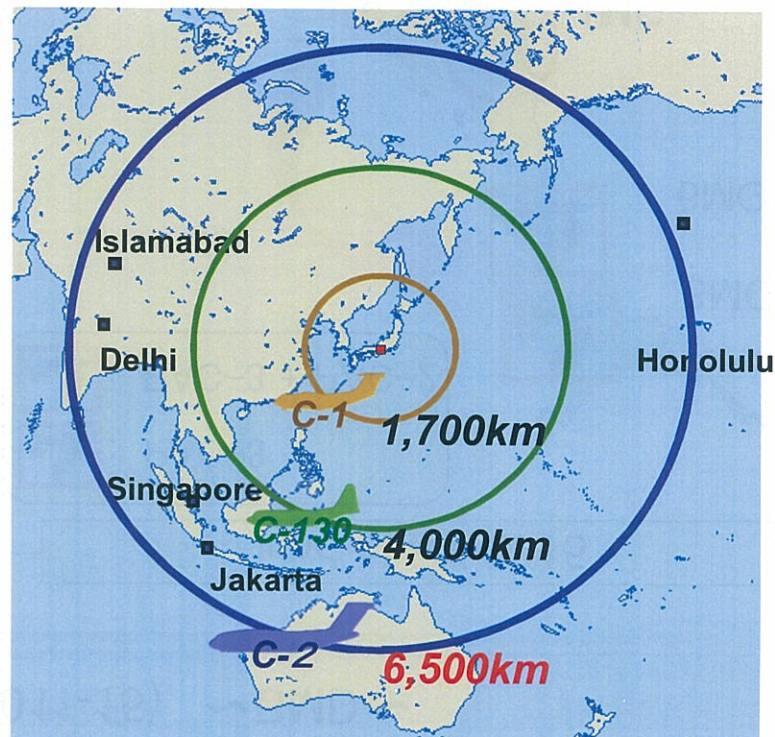 Islamabad
Delhi
Honolulu
C-1
1,700km
Singapore
C-130
4,000km
Jakarta
C-2
6,500km